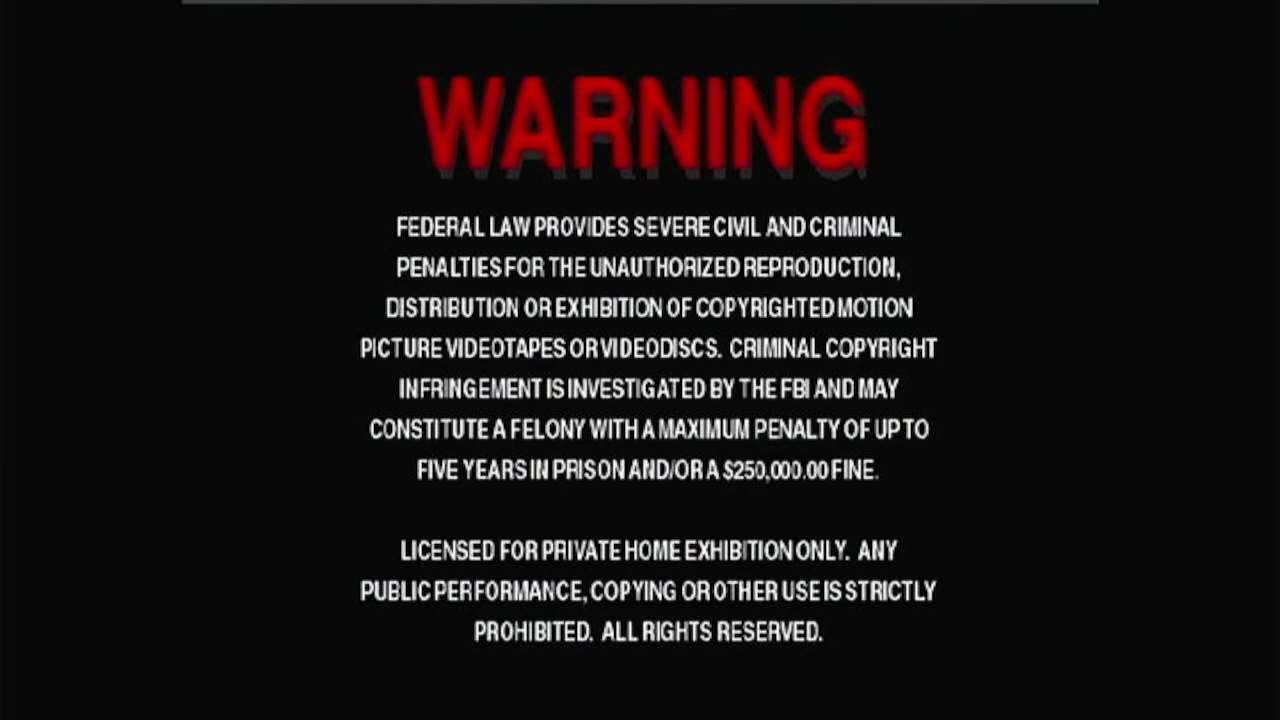 WARNING
FEDERAL LAW PROVIDES SEVERE CIVIL AND CRIMINAL
PENALTIES FOR THE UNAUTHORIZED REPRODUCTION,
DISTRIBUTION OR EXHIBITION OF COPYRIGHTED MOTION
PICTURE VIDEOTAPES OR VIDEODISCS. CRIMINAL COPYRIGHT
INFRINGEMENT IS INVESTIGATED BY THE FBI AND MAY
CONSTITUTE A FELONY WITH A MAXIMUM PENALTY OF UP TO
FIVE YEARS IN PRISON AND/OR A $250,000.00 FINE.
LICENSED FOR PRIVATE HOME EXHIBITION ONLY. ANY
PUBLIC PERFORMANCE, COPYING OR OTHER USE IS STRICTLY
PROHIBITED. ALL RIGHTS RESERVED.